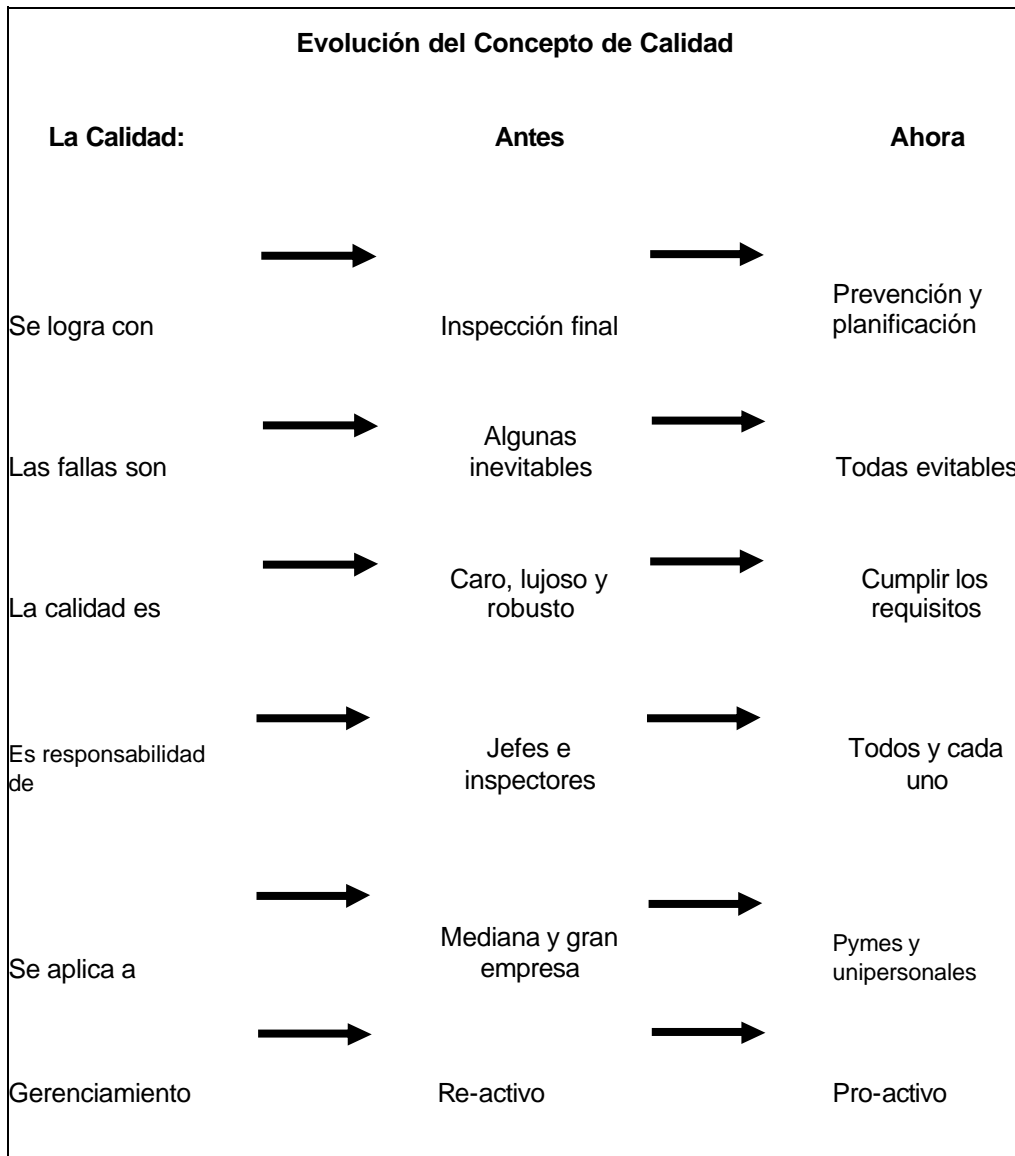 Evolución del Concepto de Calidad
La Calidad: Antes Ahora
Se logra con Inspección final Prevención y
planificación
Las fallas son Algunas
inevitables Todas evitables
La calidad es Caro, lujoso y
robusto Cumplir los
requisitos
Es responsabilidad
de Jefes e
inspectores Todos y cada
uno
Se aplica a Mediana y gran
empresa Pymes y
unipersonales
Gerenciamiento Re-activo Pro-activo